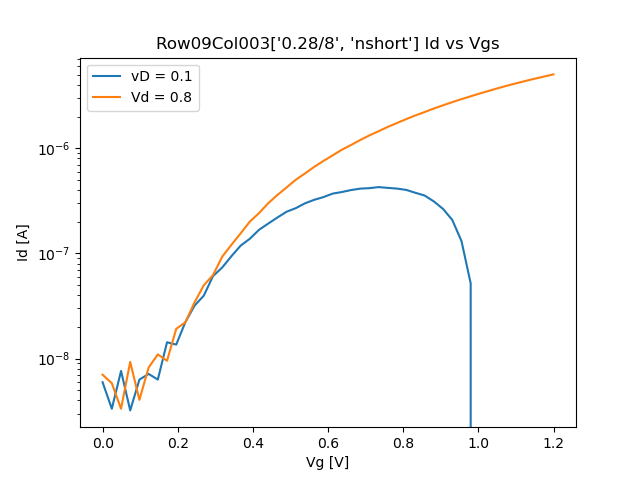 Row09Col003['0.28/8', 'nshort'] Id vs Vgs
vD = 0.1
Vd = 0.8
Id [A]
10⁻⁶
10⁻⁷
10⁻⁸
0.0 0.2 0.4 0.6 0.8 1.0 1.2
Vg [V]